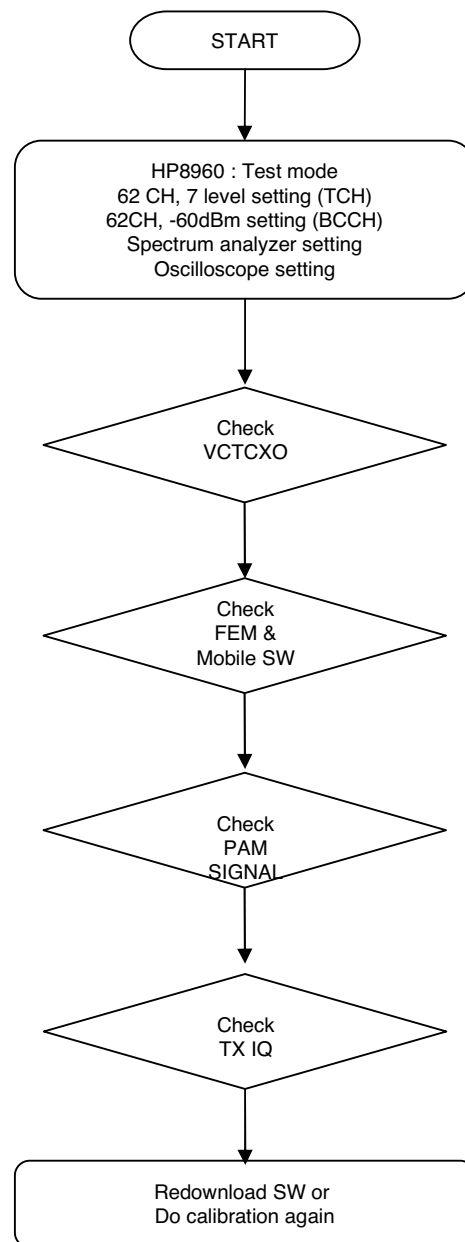 START
HP8960 : Test mode
62 CH, 7 level setting (TCH)
62CH, -60dBm setting (BCCH)
Spectrum analyzer setting
Oscilloscope setting
Check
VCTCXO
Check
FEM &
Mobile SW
Check
PAM
SIGNAL
Check
TX IQ
Redownload SW or
Do calibration again